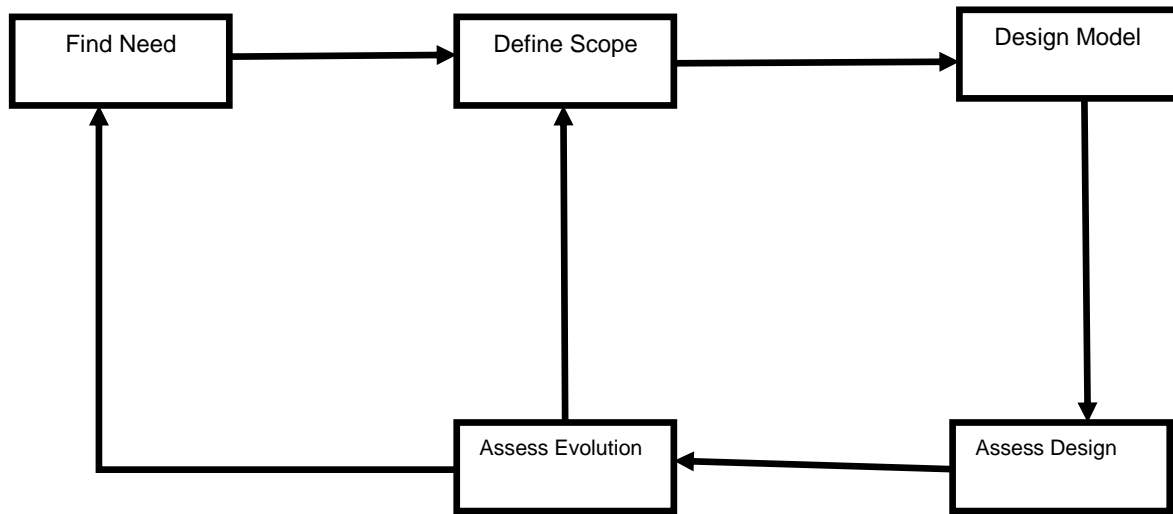 Find Need
Define Scope
Design Model
Assess Evolution
Assess Design